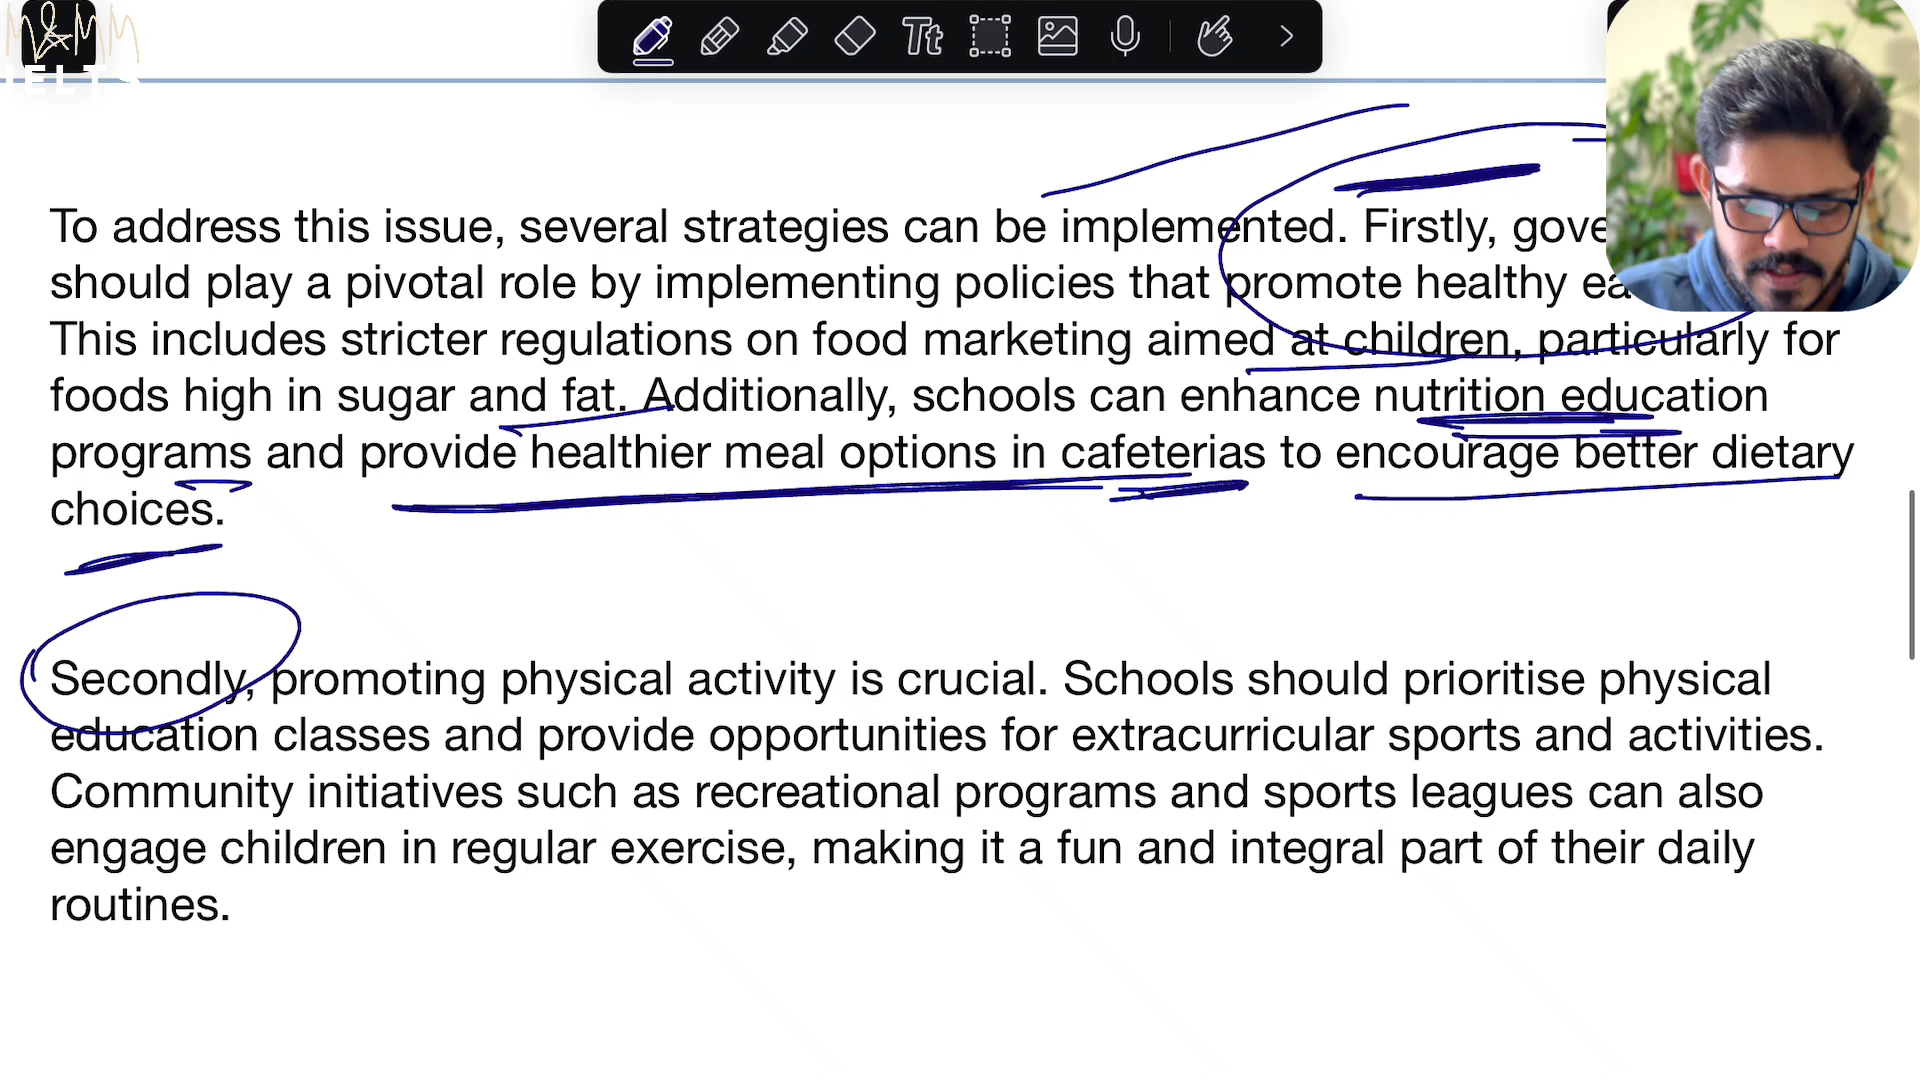 M&MM
IELTS
Tt
To address this issue, several strategies can be implemented. Firstly, gove
should play a pivotal role by implementing policies that promote healthy ea
This includes stricter regulations on food marketing aimed at children, particularly for
foods high in sugar and fat. Additionally, schools can enhance nutrition education
programs and provide healthier meal options in cafeterias to encourage better dietary
choices.
Secondly, promoting physical activity is crucial. Schools should prioritise physical
education classes and provide opportunities for extracurricular sports and activities.
Community initiatives such as recreational programs and sports leagues can also
engage children in regular exercise, making it a fun and integral part of their daily
routines.